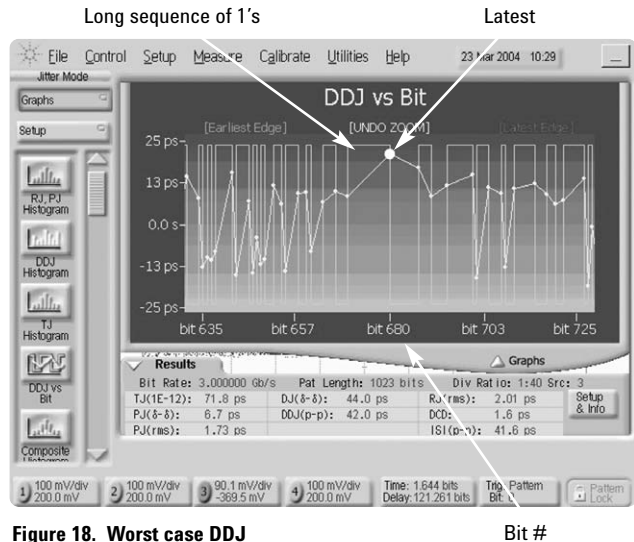 Long sequence of 1's
Latest
File Control Setup Measure Calibrate Utilities Help 23 Mar 2004 10:29
Jitter Mode
Graphs
Setup
RJ, PJ
Histogram
DDJ
Histogram
TJ
Histogram
DDJ vs
Bit
Composite
Histogram
DDJ vs Bit
[Earliest Edge] [UNDO ZOOM] [Latest Edge]
25 ps
13 ps
0.0 s
-13 ps
-25 ps
bit 635 bit 657 bit 680 bit 703 bit 725
Results
Graphs
Bit Rate: 3.000000 Gb/s Pat Length: 1023 bits Div Ratio: 1:40 Src: 3
TJ(1E-12): 71.8 ps DJ(δ-δ): 44.0 ps RJ(rms): 2.01 ps
PJ(δ-δ): 6.7 ps DDJ(p-p): 42.0 ps DCD: 1.6 ps
PJ(rms): 1.73 ps ISI(p-p): 41.6 ps
Setup
& Info
1) 100 mV/div 200.0 mV
2) 100 mV/div 200.0 mV
3) 90.1 mV/div -369.5 mV
4) 100 mV/div 200.0 mV
Time: 1.644 bits
Delay: 121.261 bits
Trig: Pattern
Bit: 0
Pattern
Lock
Figure 18. Worst case DDJ
Bit #